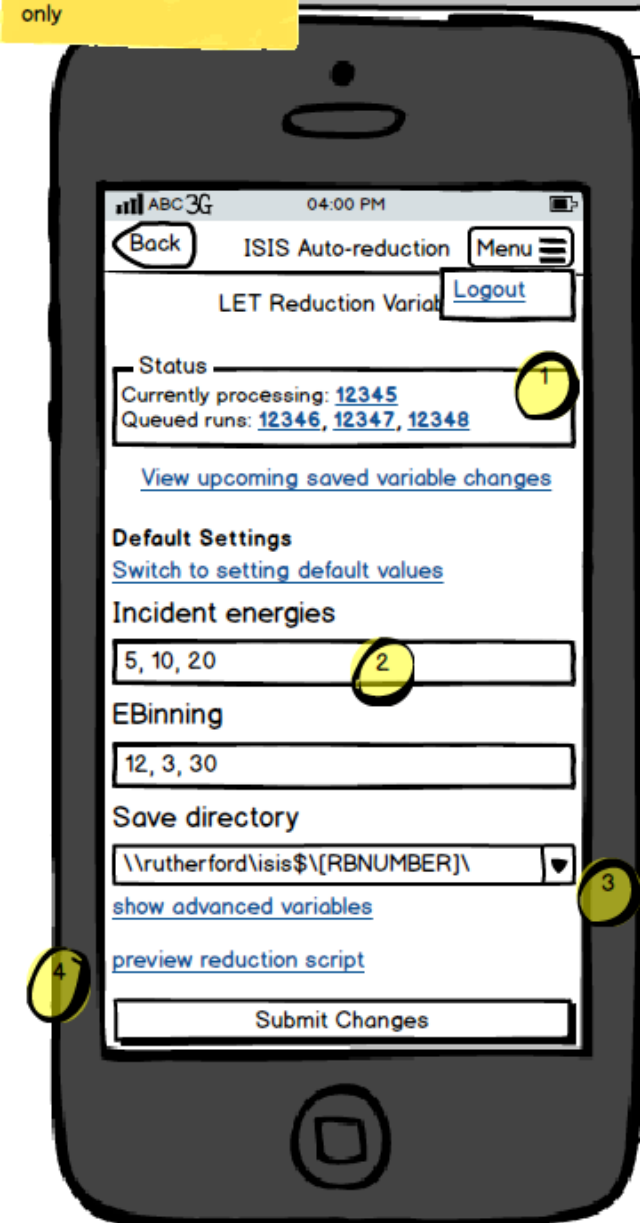 only
ABC 3G 04:00 PM
Back ISIS Auto-reduction Menu
LET Reduction Variab Logout
Status
1
Currently processing: 12345
Queued runs: 12346, 12347, 12348
View upcoming saved variable changes
Default Settings
Switch to setting default values
Incident energies
5, 10, 20 2
EBinning
12, 3, 30
Save directory
\\rutherford\isis$\[RBNUMBER]\
3
show advanced variables
4 preview reduction script
Submit Changes